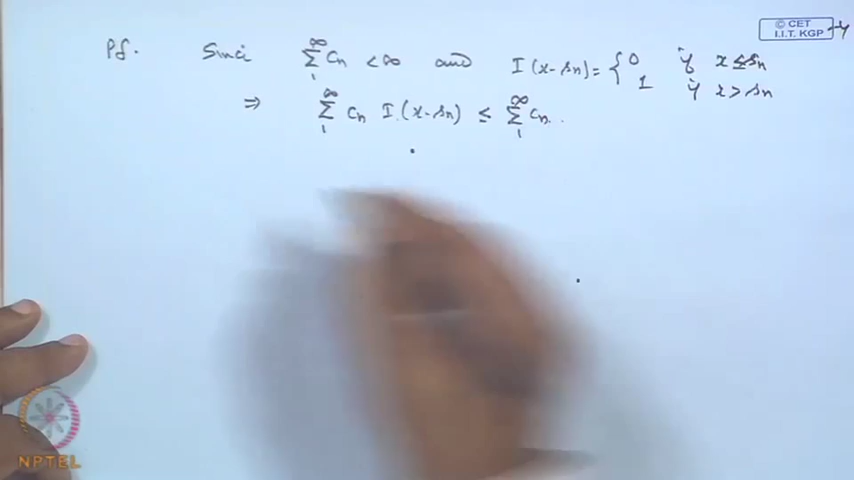 © CET
I.I.T. KGP
Pf. Since ∞ Σ 1 cn < ∞ and I(x-sn) = { 0 if x ≤ sn
1 if x > sn
⇒ ∞ Σ 1 cn I(x-sn) ≤ ∞ Σ 1 cn.
NPTEL